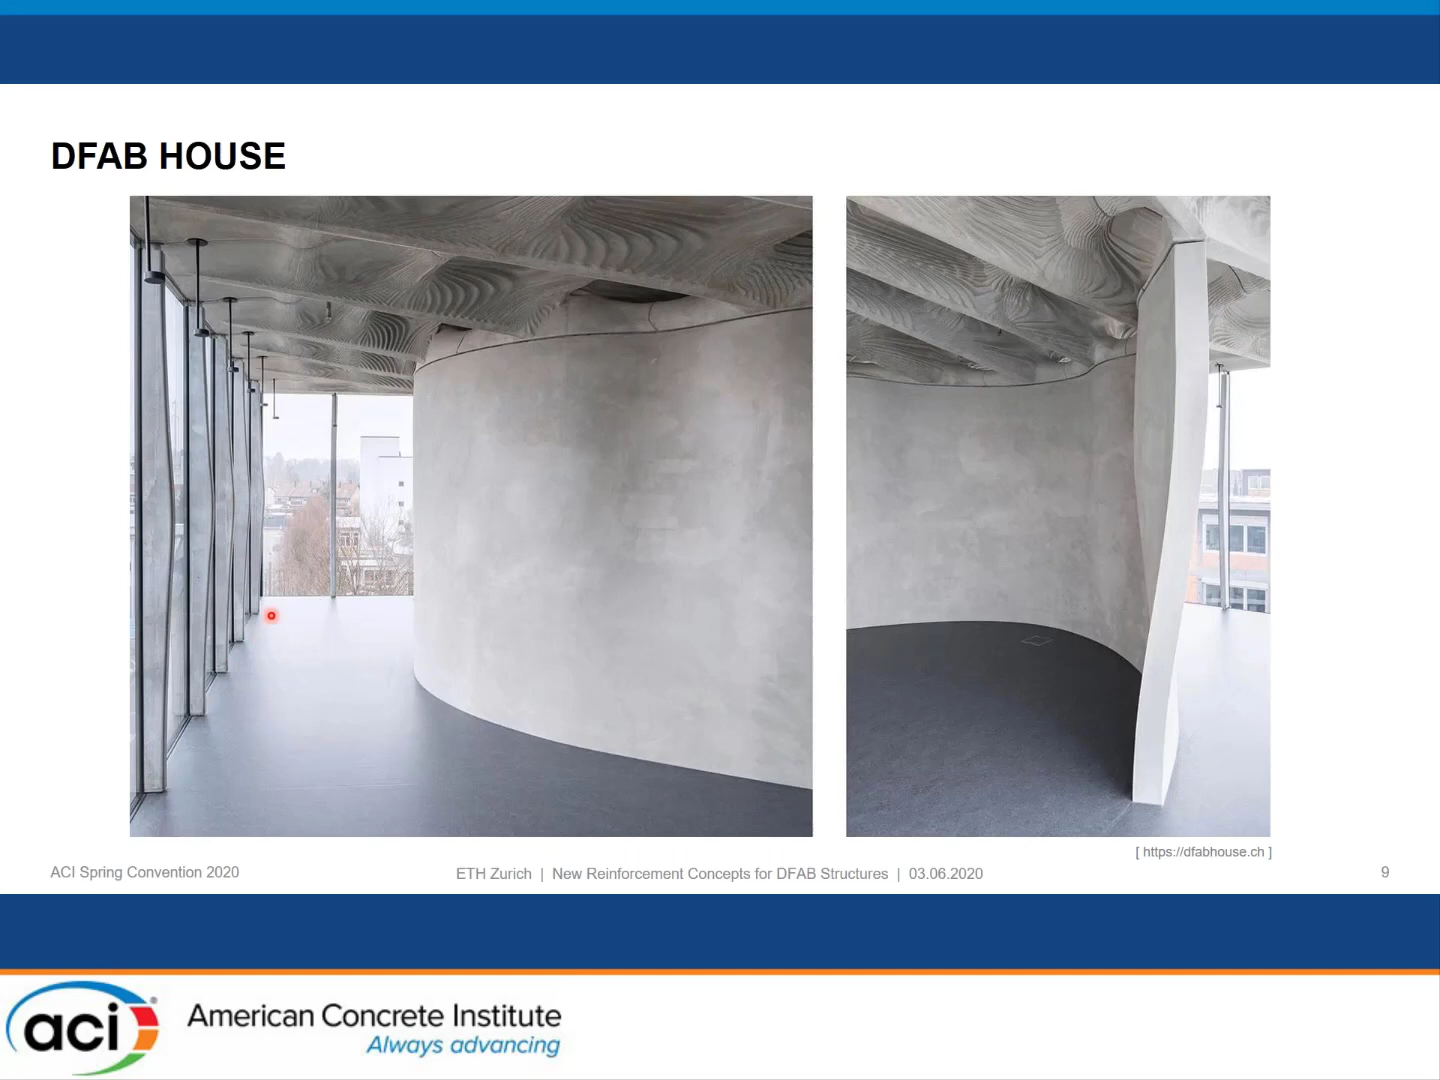 DFAB HOUSE
[ https://dfabhouse.ch ]
ACI Spring Convention 2020
ETH Zurich | New Reinforcement Concepts for DFAB Structures | 03.06.2020
9
aci
American Concrete Institute
Always advancing